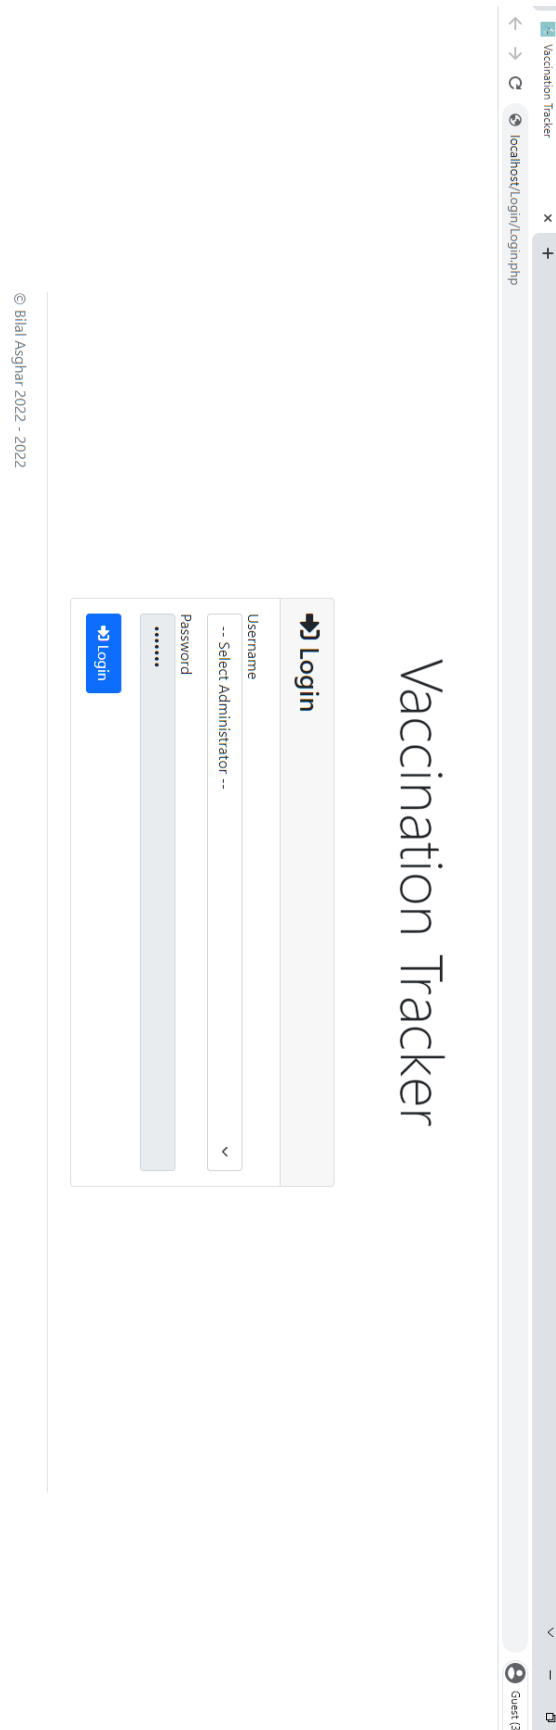 Vaccination Tracker
localhost/Login/Login.php
Guest (3
Vaccination Tracker
Login
Username
-- Select Administrator --
Password
•••••••
Login
© Bilal Asghar 2022 - 2022